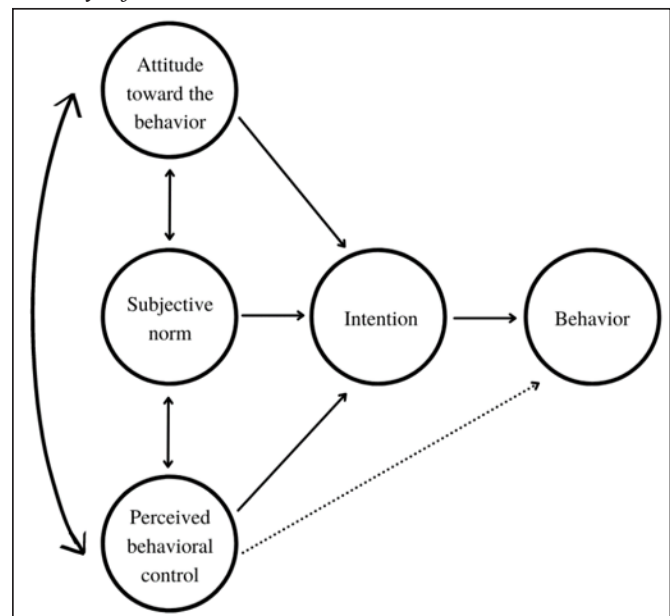 Attitude
toward the
behavior
Subjective
norm
Intention
Behavior
Perceived
behavioral
control